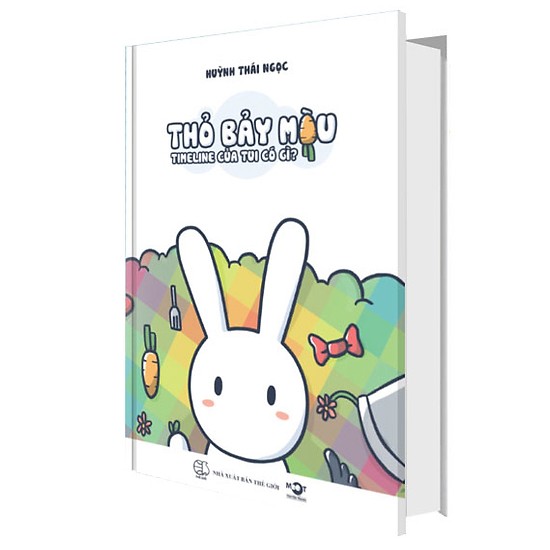 HUỲNH THÁI NGỌC
THỎ BẢY MÀU
TIMELINE CỦA TUI CÓ GÌ?
NHÀ XUẤT BẢN THẾ GIỚI